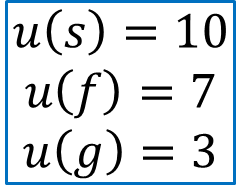 u(s) = 10
u(f) = 7
u(g) = 3